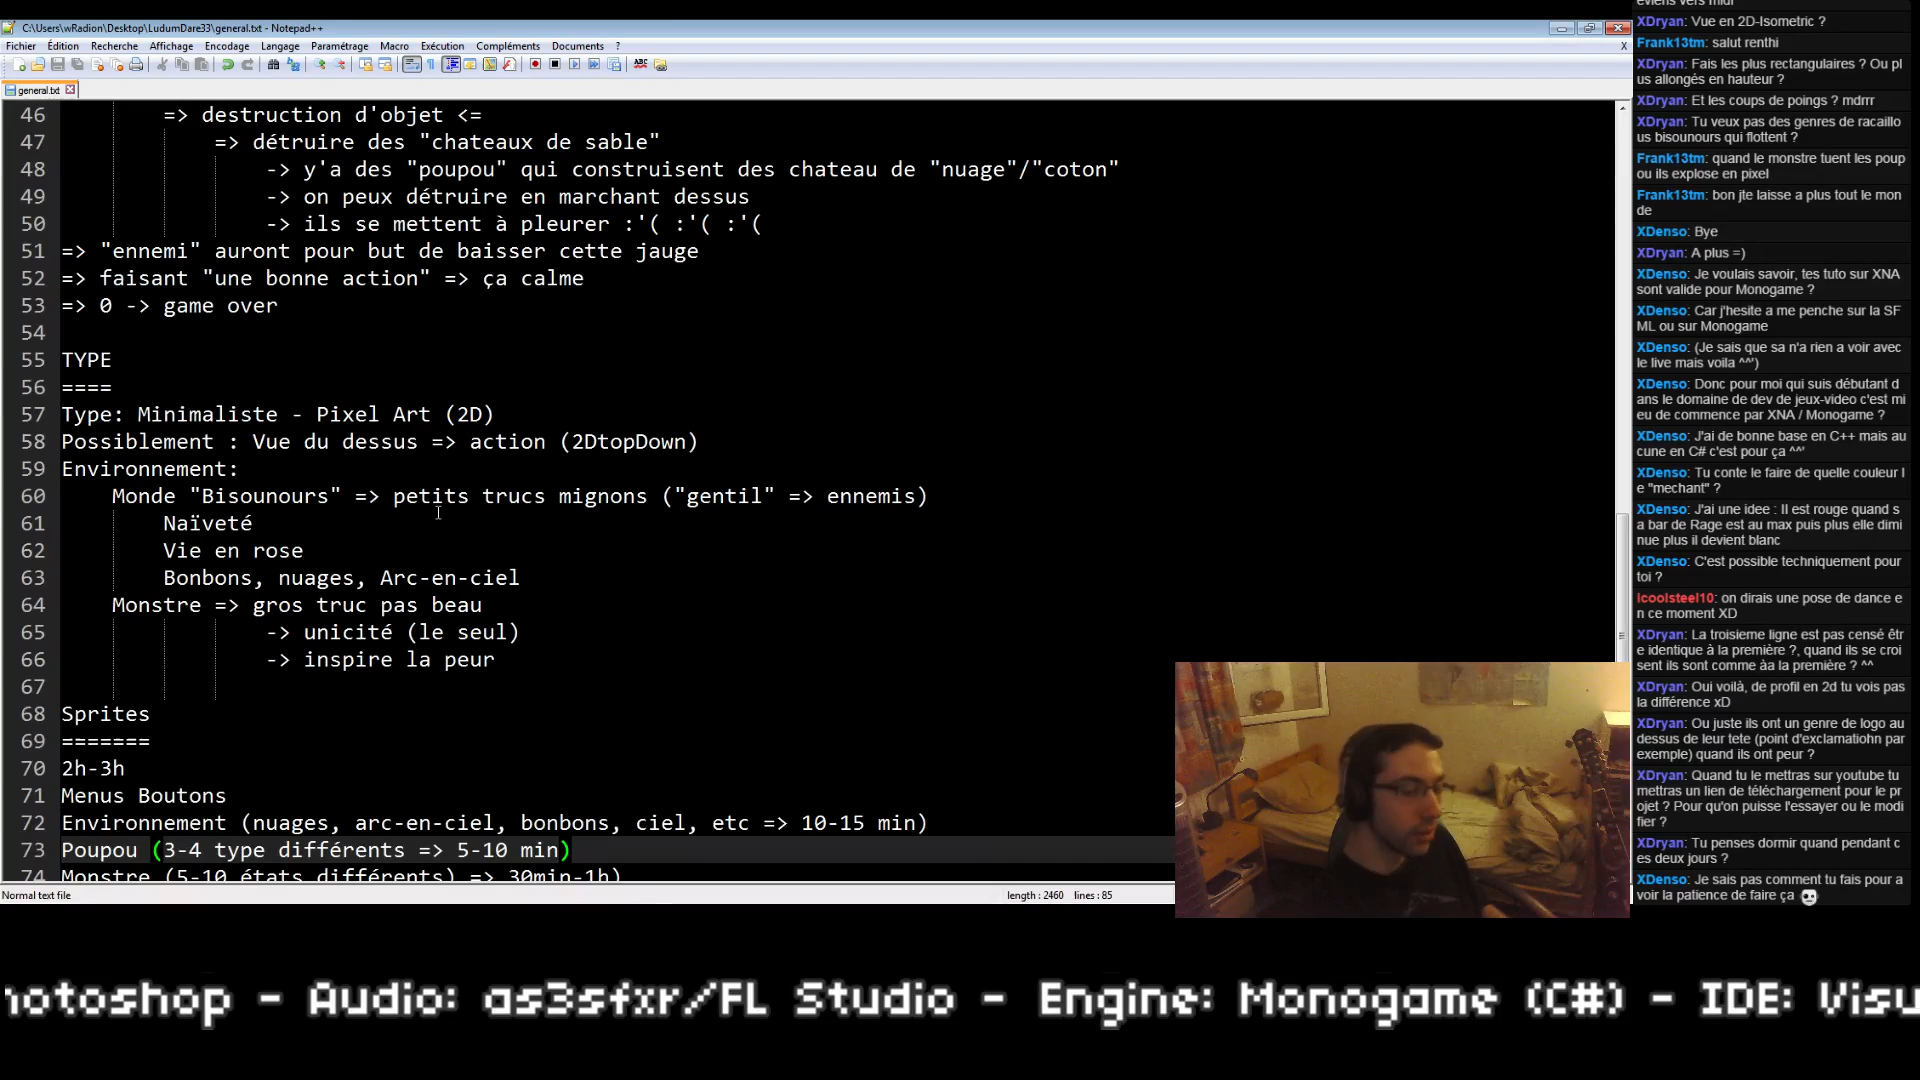 C:\Users\wRadion\Desktop\LudumDare33\general.txt - Notepad++
Fichier Édition Recherche Affichage Encodage Langage Paramétrage Macro Exécution Compléments Documents ? X
general.txt
46 => destruction d'objet <=
47 => détruire des "chateaux de sable"
48 -> y'a des "poupou" qui construisent des chateau de "nuage"/"coton"
49 -> on peux détruire en marchant dessus
50 -> ils se mettent à pleurer :'( :'( :'(
51 => "ennemi" auront pour but de baisser cette jauge
52 => faisant "une bonne action" => ça calme
53 => 0 -> game over
54
55 TYPE
56 ====
57 Type: Minimaliste - Pixel Art (2D)
58 Possiblement : Vue du dessus => action (2DtopDown)
59 Environnement:
60 Monde "Bisounours" => petits trucs mignons ("gentil" => ennemis)
61 Naïveté
62 Vie en rose
63 Bonbons, nuages, Arc-en-ciel
64 Monstre => gros truc pas beau
65 -> unicité (le seul)
66 -> inspire la peur
67
68 Sprites
69 =======
70 2h-3h
71 Menus Boutons
72 Environnement (nuages, arc-en-ciel, bonbons, ciel, etc => 10-15 min)
73 Poupou (3-4 type différents => 5-10 min)
74 Monstre (5-10 états différents) => 30min-1h)
Normal text file length : 2460 lines : 85
XDryan: Vue en 2D-Isometric ?
Frank13tm: salut renthi
XDryan: Fais les plus rectangulaires ? Ou pl
us allongés en hauteur ?
XDryan: Et les coups de poings ? mdrrr
XDryan: Tu veux pas des genres de racaillo
us bisounours qui flottent ?
Frank13tm: quand le monstre tuent les poup
ou ils explose en pixel
Frank13tm: bon jte laisse a plus tout le mon
de
XDenso: Bye
XDryan: A plus =)
XDenso: Je voulais savoir, tes tuto sur XNA
sont valide pour Monogame ?
XDenso: Car j'hesite a me penche sur la SF
ML ou sur Monogame
XDenso: (Je sais que sa n'a rien a voir avec
le live mais voila ^^')
XDenso: Donc pour moi qui suis débutant d
ans le domaine de dev de jeux-video c'est mi
eu de commence par XNA / Monogame ?
XDenso: J'ai de bonne base en C++ mais au
cune en C# c'est pour ça ^^'
XDenso: Tu conte le faire de quelle couleur l
e "mechant" ?
XDenso: J'ai une idee : Il est rouge quand s
a bar de Rage est au max puis plus elle dimi
nue plus il devient blanc
XDenso: C'est possible techniquement pour
toi ?
lcoolsteel10: on dirais une pose de dance e
n ce moment XD
XDryan: La troisieme ligne est pas censé êtr
e identique à la première ?, quand ils se croi
sent ils sont comme àa la première ? ^^
XDryan: Oui voilà, de profil en 2d tu vois pas
la différence xD
XDryan: Ou juste ils ont un genre de logo au
dessus de leur tete (point d'exclamatiohn par
exemple) quand ils ont peur ?
XDryan: Quand tu le mettras sur youtube tu
mettras un lien de téléchargement pour le pr
ojet ? Pour qu'on puisse l'essayer ou le modi
fier ?
XDryan: Tu penses dormir quand pendant c
es deux jours ?
XDenso: Je sais pas comment tu fais pour a
voir la patience de faire ça
hotoshop - Audio: as3sfxr/FL Studio - Engine: Monogame (C#) - IDE: Visu